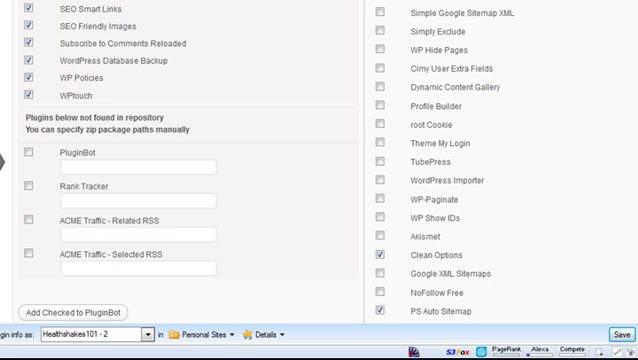 SEO Smart Links
SEO Friendly Images
Subscribe to Comments Reloaded
WordPress Database Backup
WP Policies
WPtouch
Plugins below not found in repository
You can specify zip package paths manually
PluginBot
Rank Tracker
ACME Traffic - Related RSS
ACME Traffic - Selected RSS
Add Checked to PluginBot
Simple Google Sitemap XML
Simply Exclude
WP Hide Pages
Cimy User Extra Fields
Dynamic Content Gallery
Profile Builder
root Cookie
Theme My Login
TubePress
WordPress Importer
WP-Paginate
WP Show IDs
Akismet
Clean Options
Google XML Sitemaps
NoFollow Free
PS Auto Sitemap
gin info as: Healthshakes101 - 2 in Personal Sites Details Save
S3Fox PageRank Alexa Compete